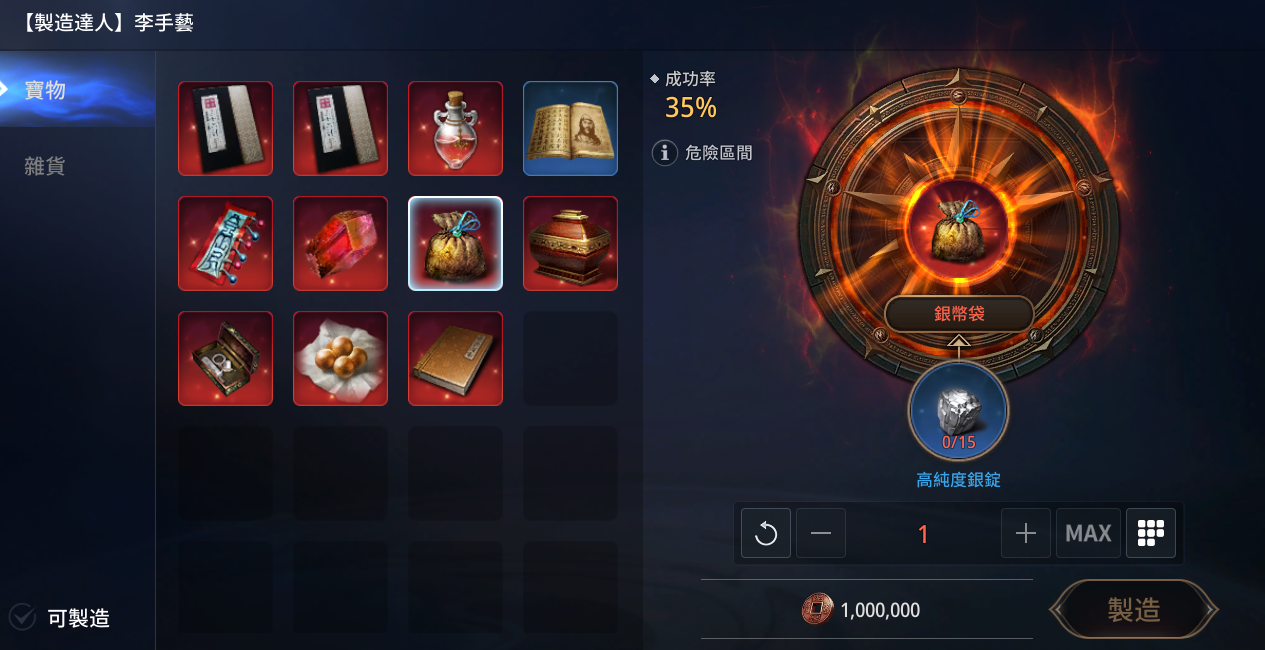 【製造達人】李手藝
寶物
雜貨
可製造
成功率
35%
危險區間
銀幣袋
0/15
高純度銀錠
1
MAX
1,000,000
製造